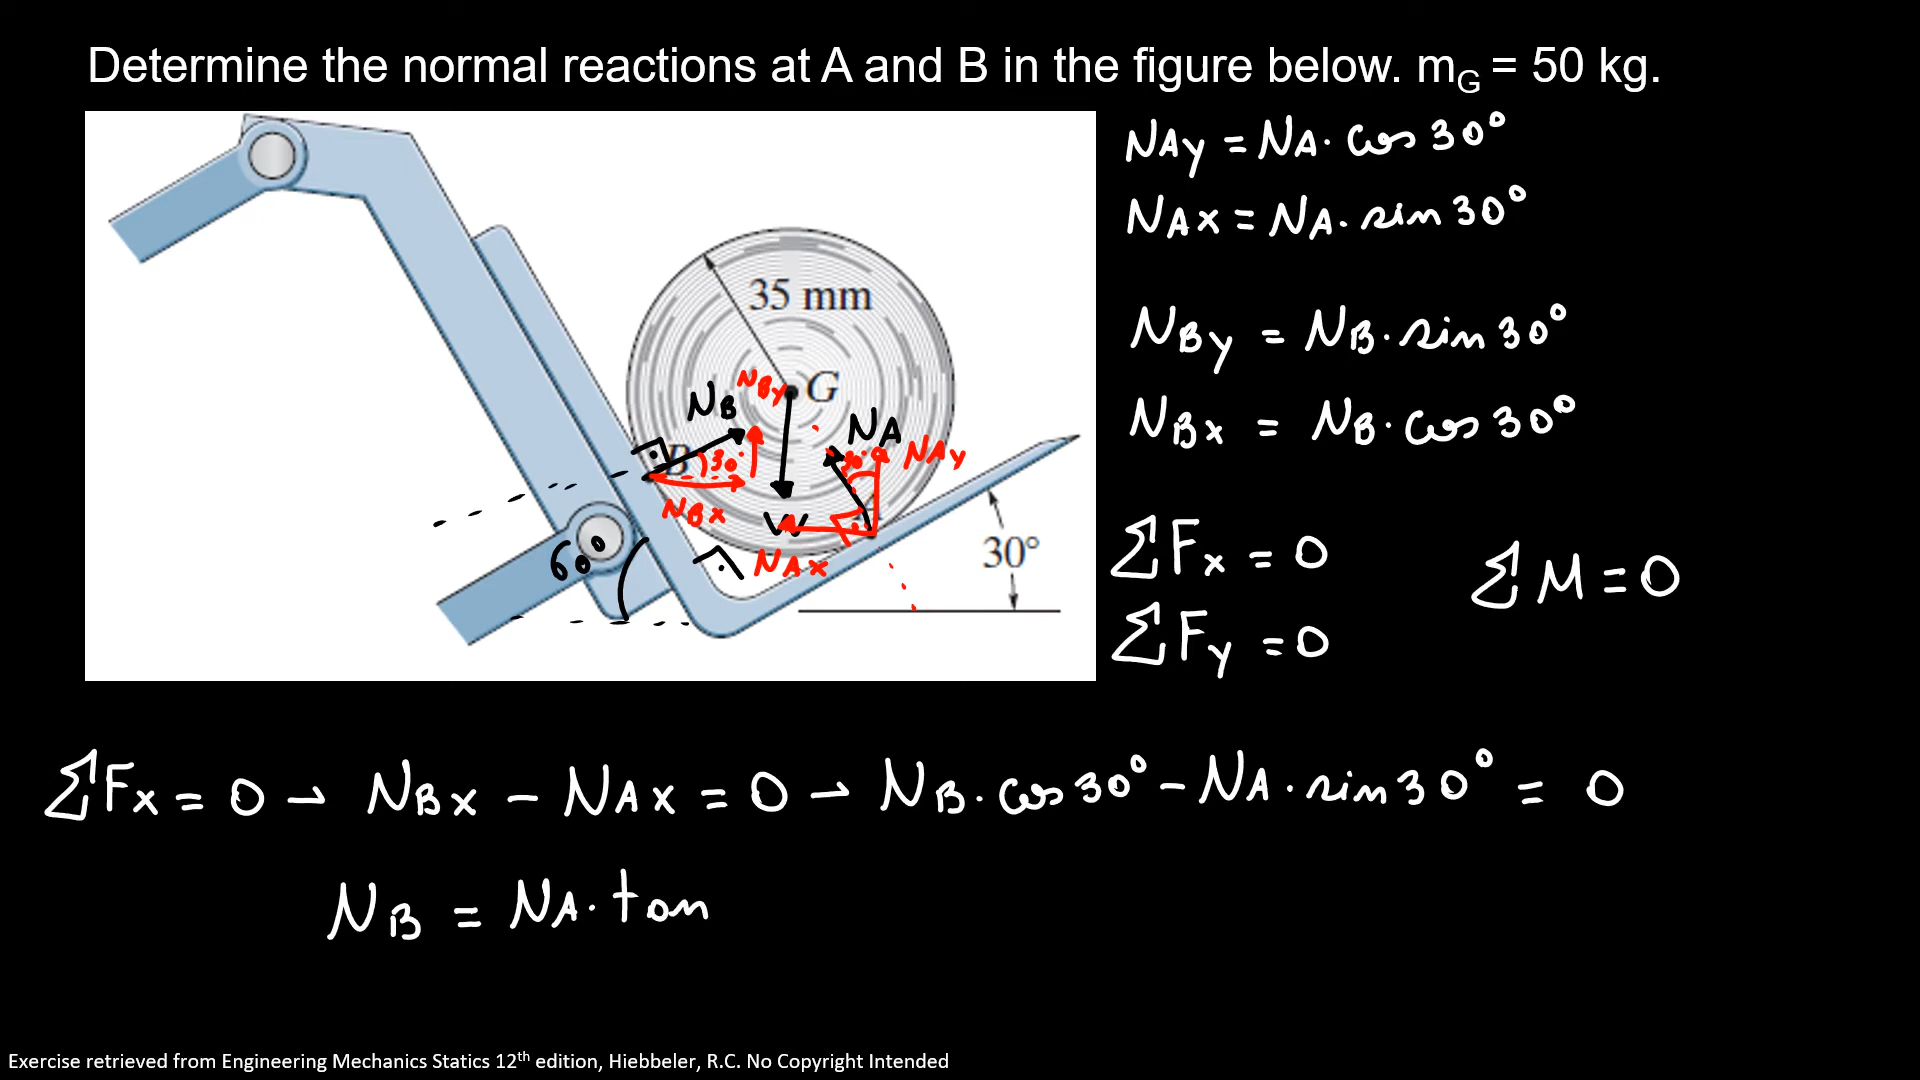 Determine the normal reactions at A and B in the figure below. mG = 50 kg.
NAy = NA. cos 30°
NAx = NA. sin 30°
NBy = NB. sin 30°
NBx = NB. cos 30°
35 mm
G
NB
NBy
B
30°
NBx
NA
30°
NAy
W
NAx
60°
30°
ΣFx = 0
ΣM = 0
ΣFy = 0
ΣFx = 0 → NBx - NAx = 0 → NB. cos 30° - NA. sin 30° = 0
NB = NA. tan
Exercise retrieved from Engineering Mechanics Statics 12th edition, Hiebbeler, R.C. No Copyright Intended